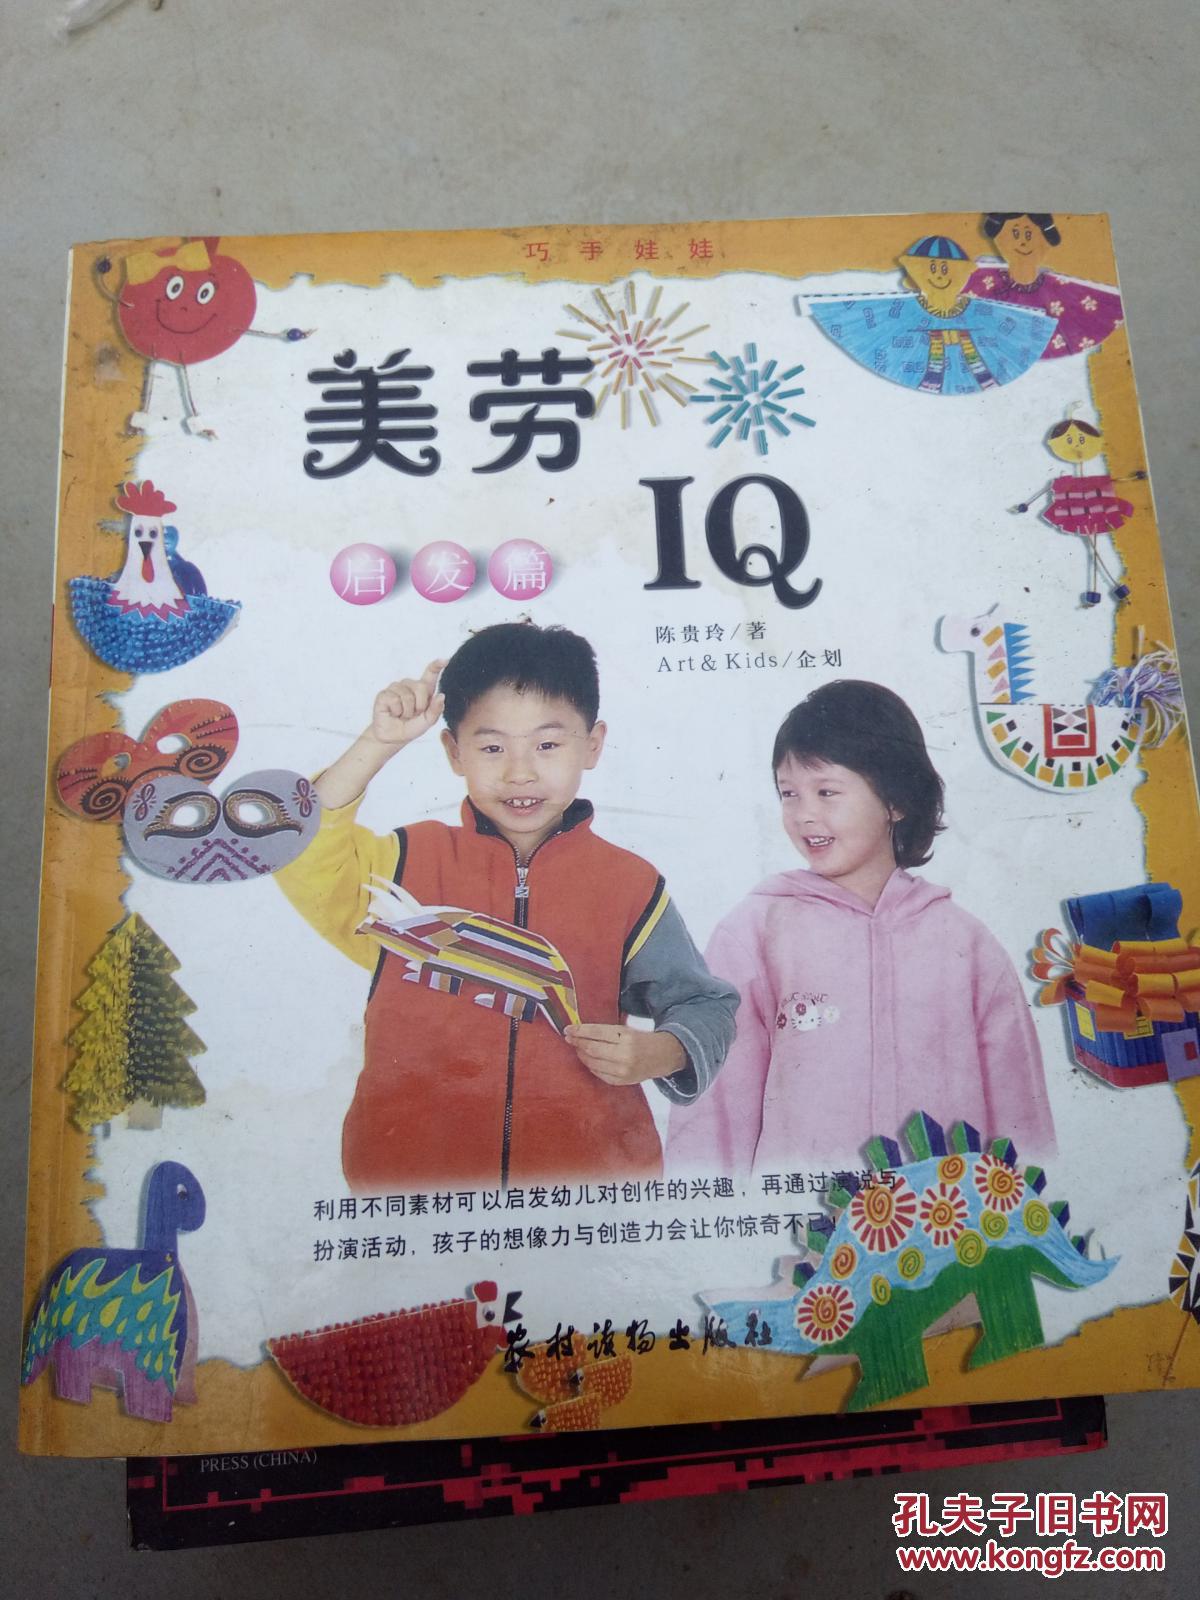 巧手娃娃
美劳
IQ
启发篇
陈贵玲/著
Art & Kids/企划
利用不同素材可以启发幼儿对创作的兴趣，再通过演说与
扮演活动，孩子的想像力与创造力会让你惊奇不已！
农村读物出版社
PRESS (CHINA)
孔夫子旧书网
www.kongfz.com